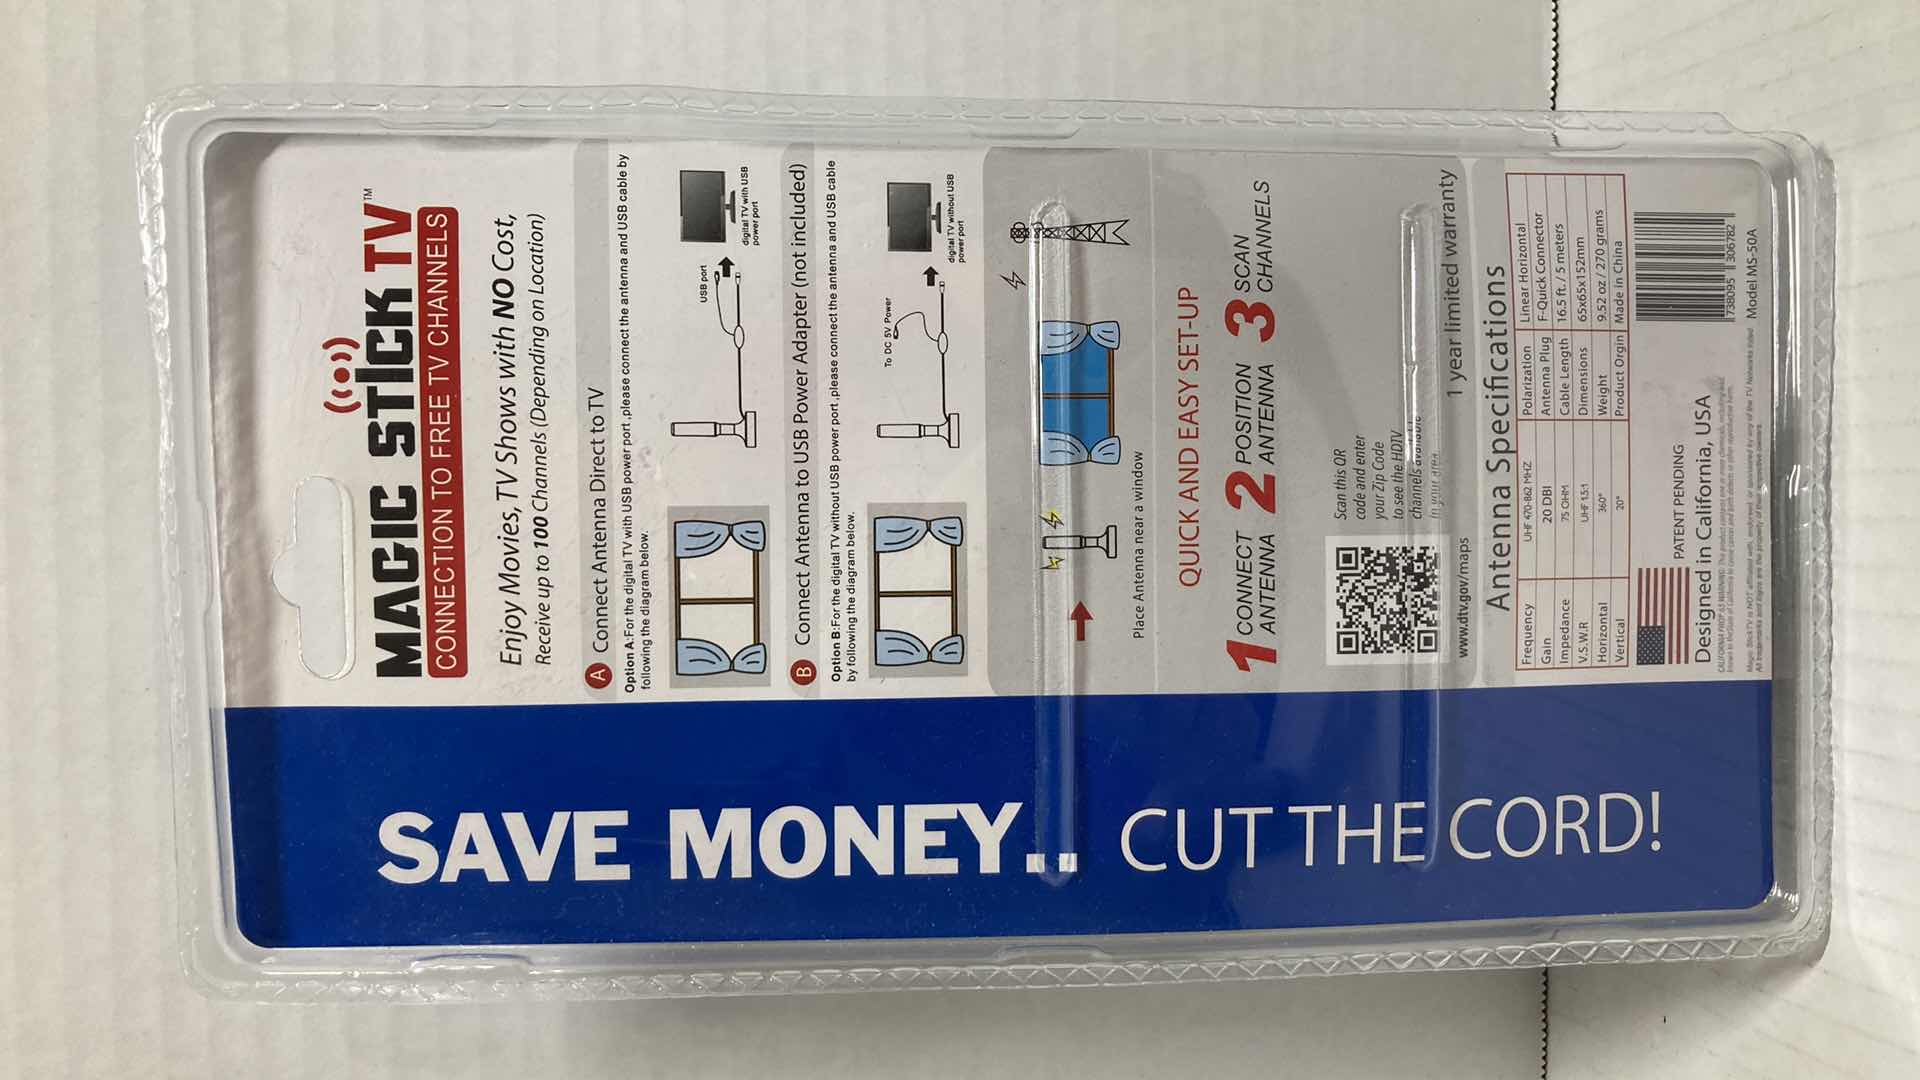 MAGIC STICK TV™
CONNECTION TO FREE TV CHANNELS
Enjoy Movies, TV Shows with NO Cost,
Receive up to 100 Channels (Depending on Location)
A Connect Antenna Direct to TV
Option A:For the digital TV with USB power port ,please connect the antenna and USB cable by
following the diagram below.
USB port
digital TV with USB
power port
B Connect Antenna to USB Power Adapter (not included)
Option B:For the digital TV without USB power port ,please connect the antenna and USB cable
by following the diagram below.
To DC 5V Power
digital TV without USB
power port
Place Antenna near a window
QUICK AND EASY SET-UP
1 CONNECT ANTENNA
2 POSITION ANTENNA
3 SCAN CHANNELS
Scan this QR
code and enter
your Zip Code
to see the HDTV
channels available
in your area
www.dtv.gov/maps
1 year limited warranty
Antenna Specifications
Frequency UHF 470-862 MHZ Polarization Linear Horizontal
Gain 20 DBI Antenna Plug F-Quick Connector
Impedance 75 OHM Cable Length 16.5 ft. / 5 meters
V.S.W.R UHF 1.5:1 Dimensions 65x65x152mm
Horizontal 360° Weight 9.52 oz / 270 grams
Vertical 20° Product Orgin Made in China
PATENT PENDING
Designed in California, USA
7 38095 30678 2
Model MS-50A
SAVE MONEY.. CUT THE CORD!